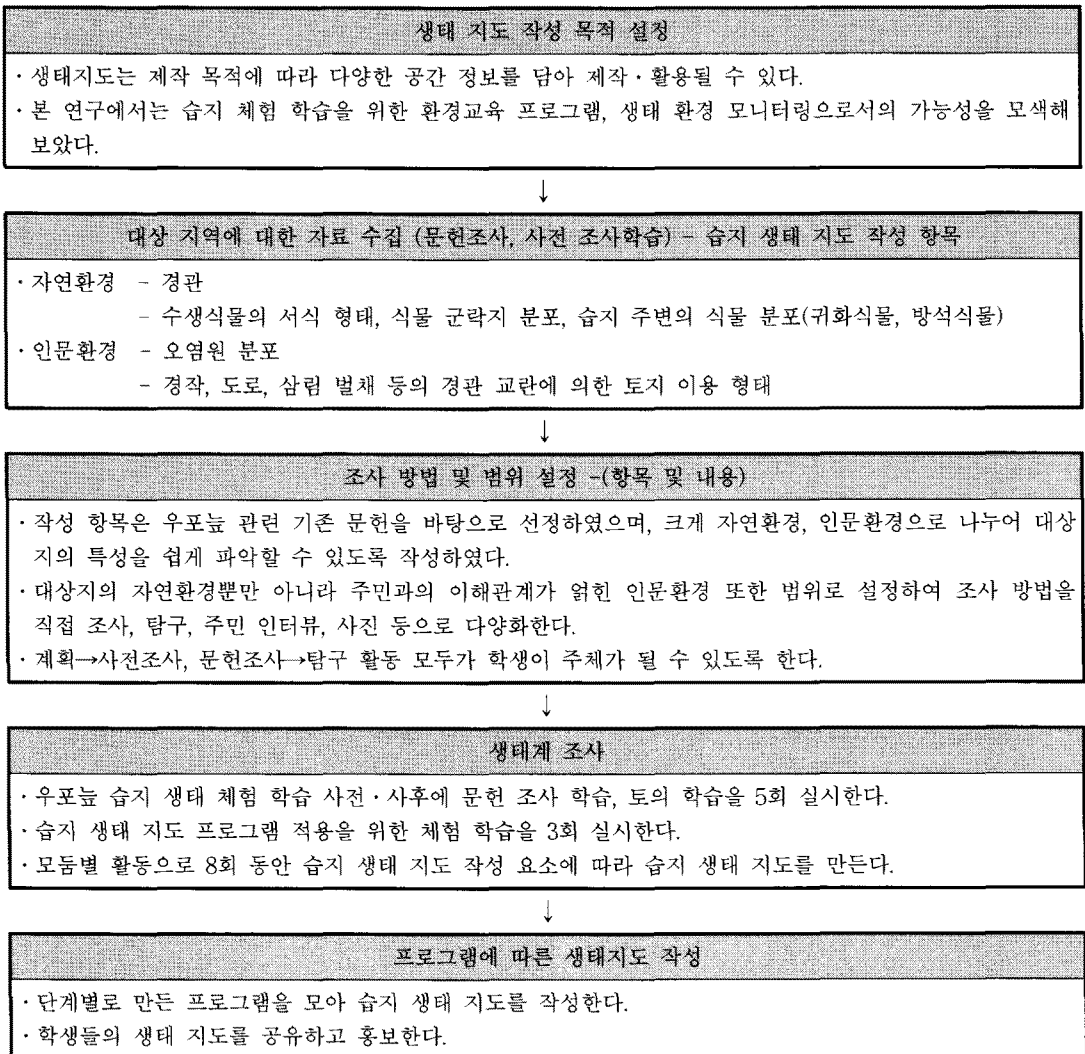 생태 지도 작성 목적 설정
· 생태지도는 제작 목적에 따라 다양한 공간 정보를 담아 제작·활용될 수 있다.
· 본 연구에서는 습지 체험 학습을 위한 환경교육 프로그램, 생태 환경 모니터링으로서의 가능성을 모색해
보았다.
↓
대상 지역에 대한 자료 수집 (문헌조사, 사전 조사학습) - 습지 생태 지도 작성 항목
· 자연환경 - 경관
- 수생식물의 서식 형태, 식물 군락지 분포, 습지 주변의 식물 분포(귀화식물, 방석식물)
· 인문환경 - 오염원 분포
- 경작, 도로, 삼림 벌채 등의 경관 교란에 의한 토지 이용 형태
↓
조사 방법 및 범위 설정 -(항목 및 내용)
· 작성 항목은 우포늪 관련 기존 문헌을 바탕으로 선정하였으며, 크게 자연환경, 인문환경으로 나누어 대상
지의 특성을 쉽게 파악할 수 있도록 작성하였다.
· 대상지의 자연환경뿐만 아니라 주민과의 이해관계가 얽힌 인문환경 또한 범위로 설정하여 조사 방법을
직접 조사, 탐구, 주민 인터뷰, 사진 등으로 다양화한다.
· 계획→사전조사, 문헌조사→탐구 활동 모두가 학생이 주체가 될 수 있도록 한다.
↓
생태계 조사
· 우포늪 습지 생태 체험 학습 사전·사후에 문헌 조사 학습, 토의 학습을 5회 실시한다.
· 습지 생태 지도 프로그램 적용을 위한 체험 학습을 3회 실시한다.
· 모둠별 활동으로 8회 동안 습지 생태 지도 작성 요소에 따라 습지 생태 지도를 만든다.
↓
프로그램에 따른 생태지도 작성
· 단계별로 만든 프로그램을 모아 습지 생태 지도를 작성한다.
· 학생들의 생태 지도를 공유하고 홍보한다.